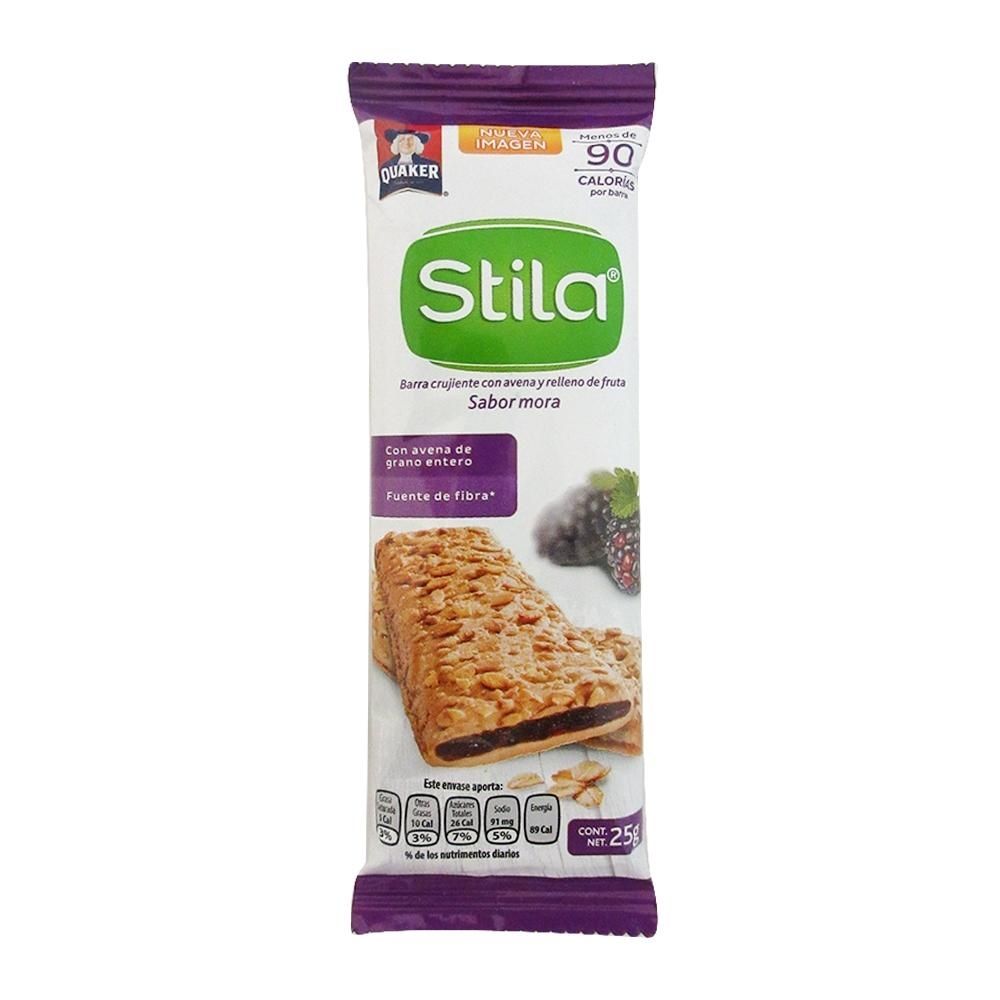 NUEVA
IMAGEN
Menos de
90
CALORÍAS
por barra
QUAKER
Stila®
Barra crujiente con avena y relleno de fruta
Sabor mora
Con avena de
grano entero
Fuente de fibra*
Este envase aporta:
Grasa
Saturada
5 Cal
3%
Otras
Grasas
10 Cal
3%
Azúcares
Totales
26 Cal
7%
Sodio
91 mg
5%
Energía
89 Cal
% de los nutrimentos diarios
CONT.
NET. 25g